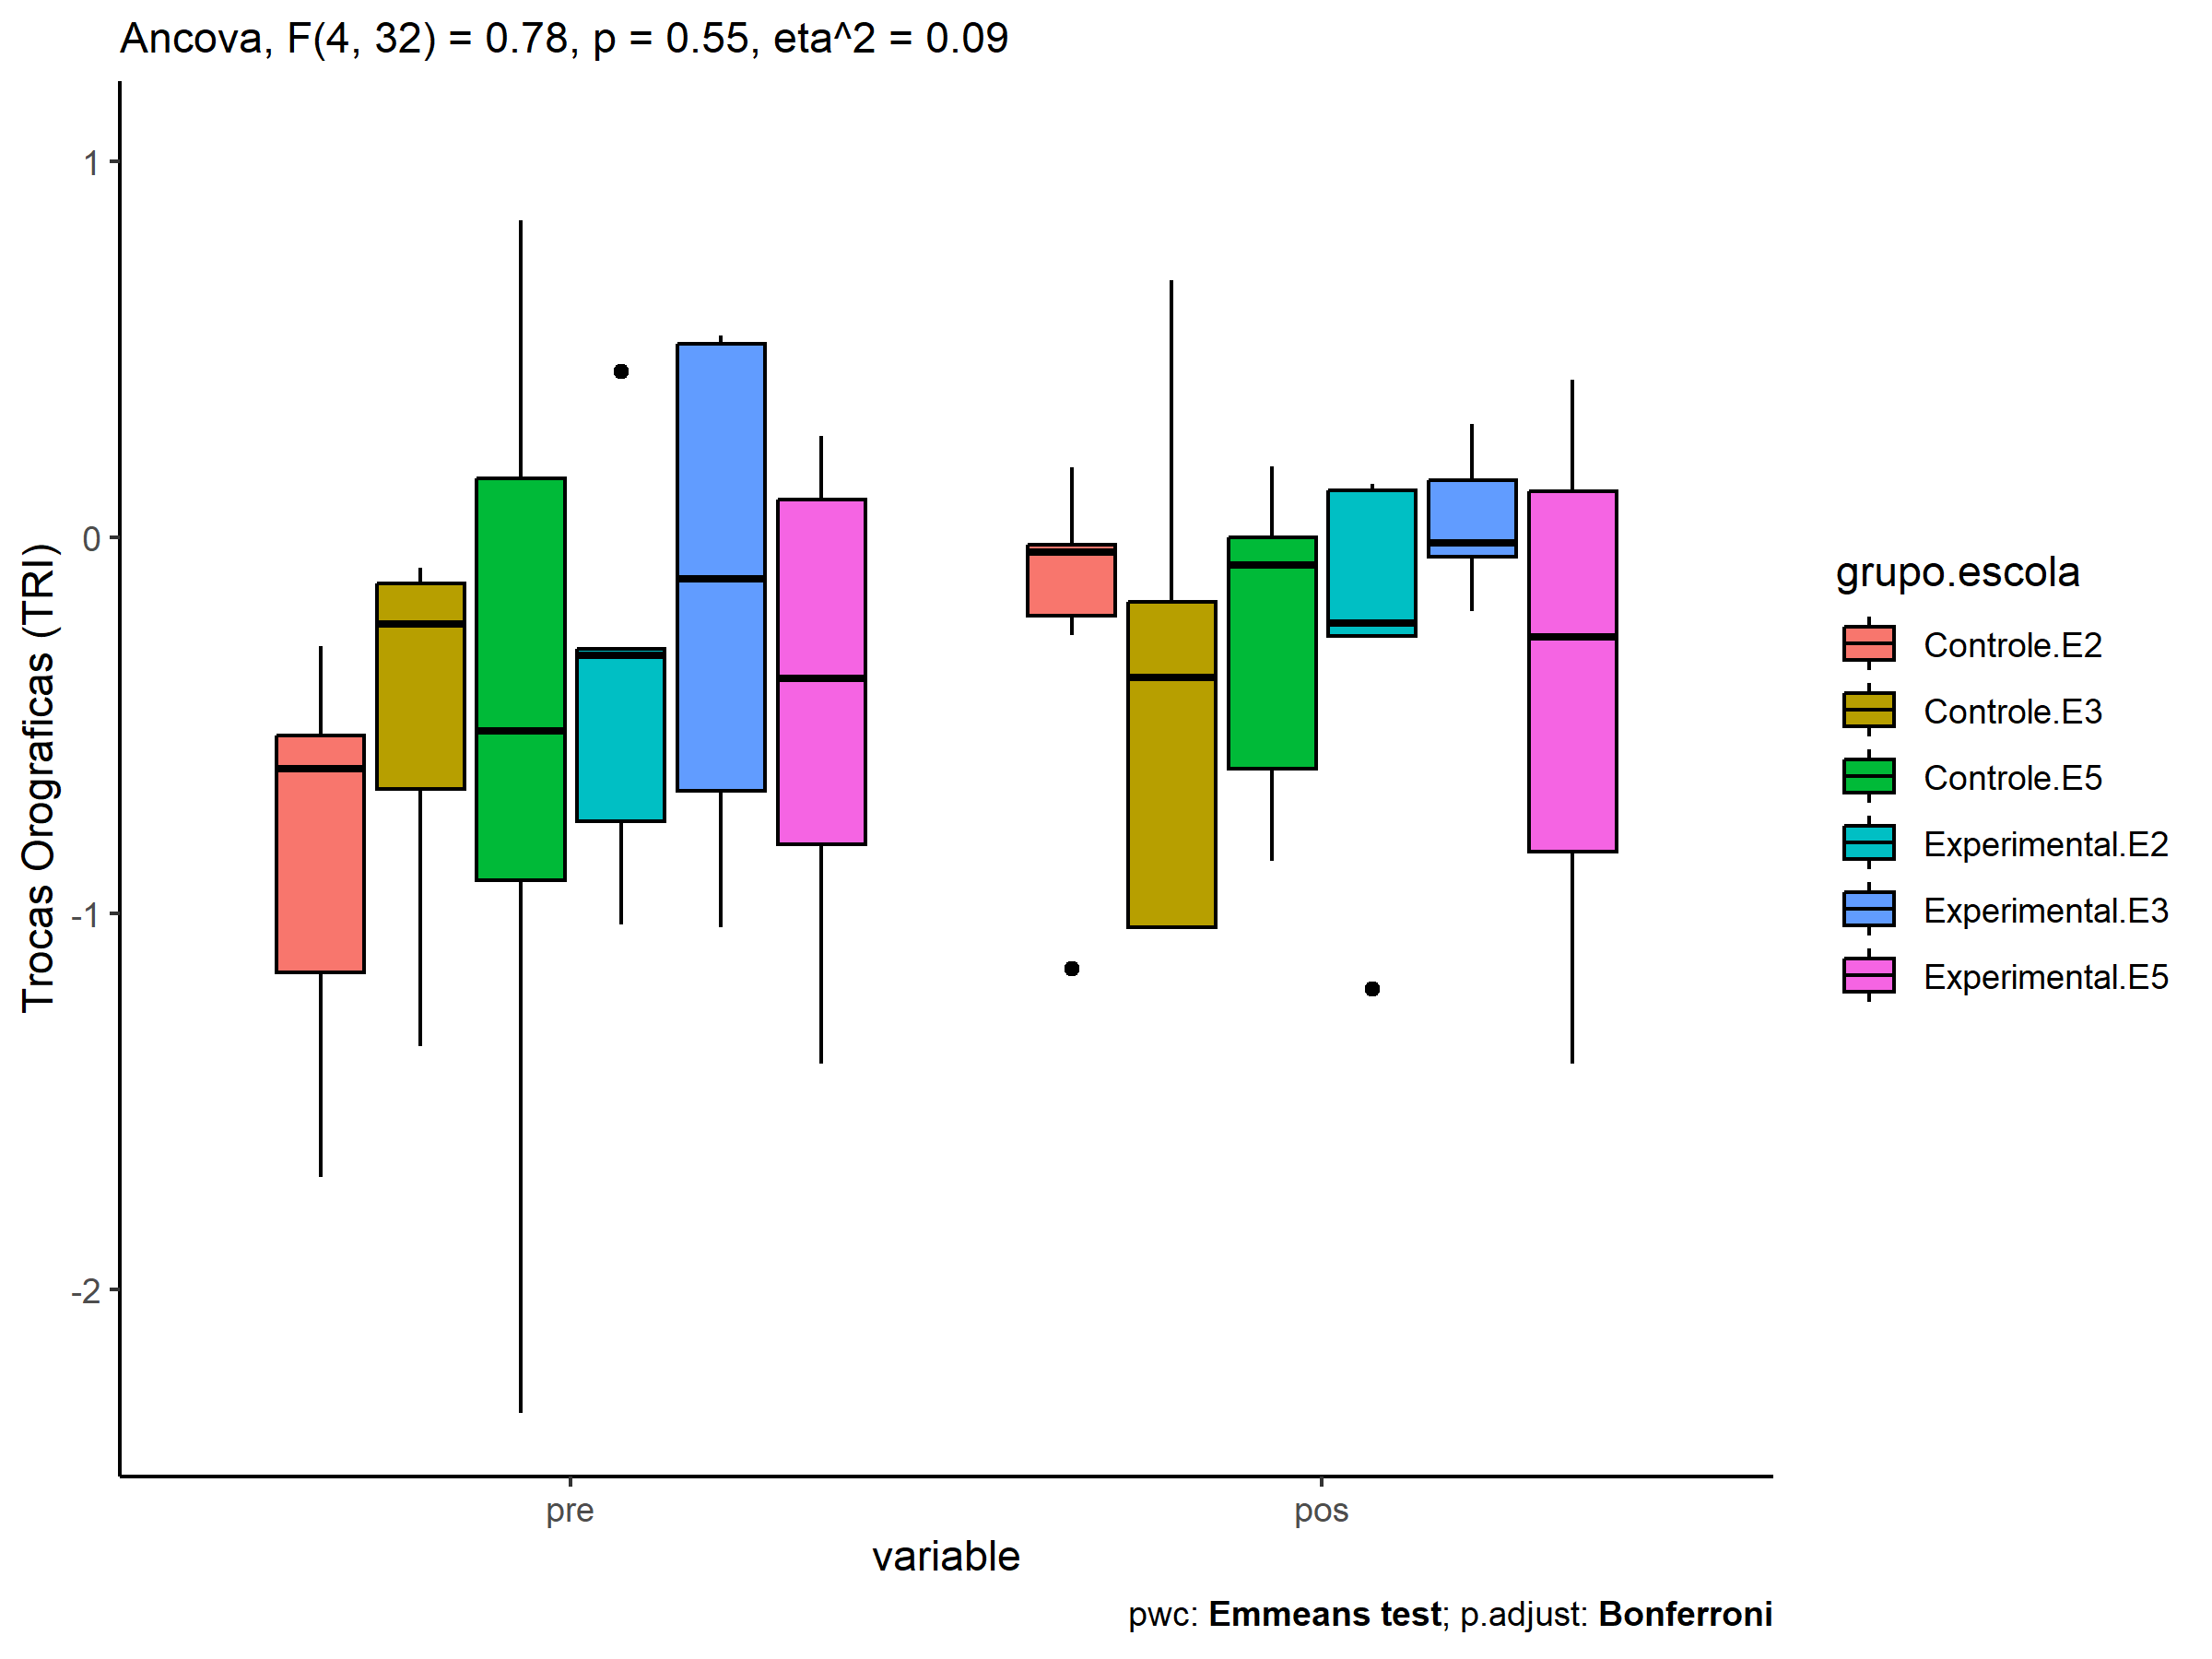 Ancova, F(4, 32) = 0.78, p = 0.55, eta^2 = 0.09
Trocas Orograficas (TRI)
1
0
-1
-2
pre
pos
variable
grupo.escola
Controle.E2
Controle.E3
Controle.E5
Experimental.E2
Experimental.E3
Experimental.E5
pwc: Emmeans test; p.adjust: Bonferroni